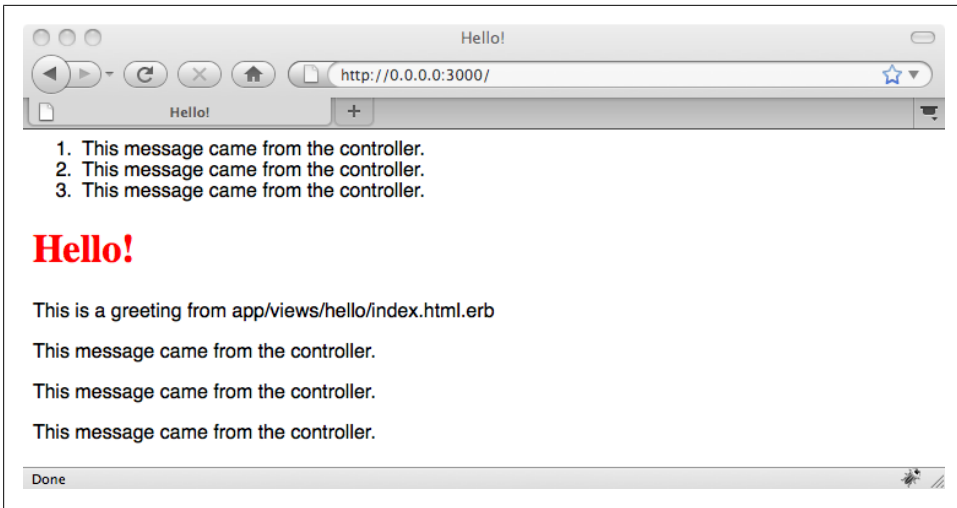 Hello!
http://0.0.0.0:3000/
Hello!
1. This message came from the controller.
2. This message came from the controller.
3. This message came from the controller.
Hello!
This is a greeting from app/views/hello/index.html.erb
This message came from the controller.
This message came from the controller.
This message came from the controller.
Done